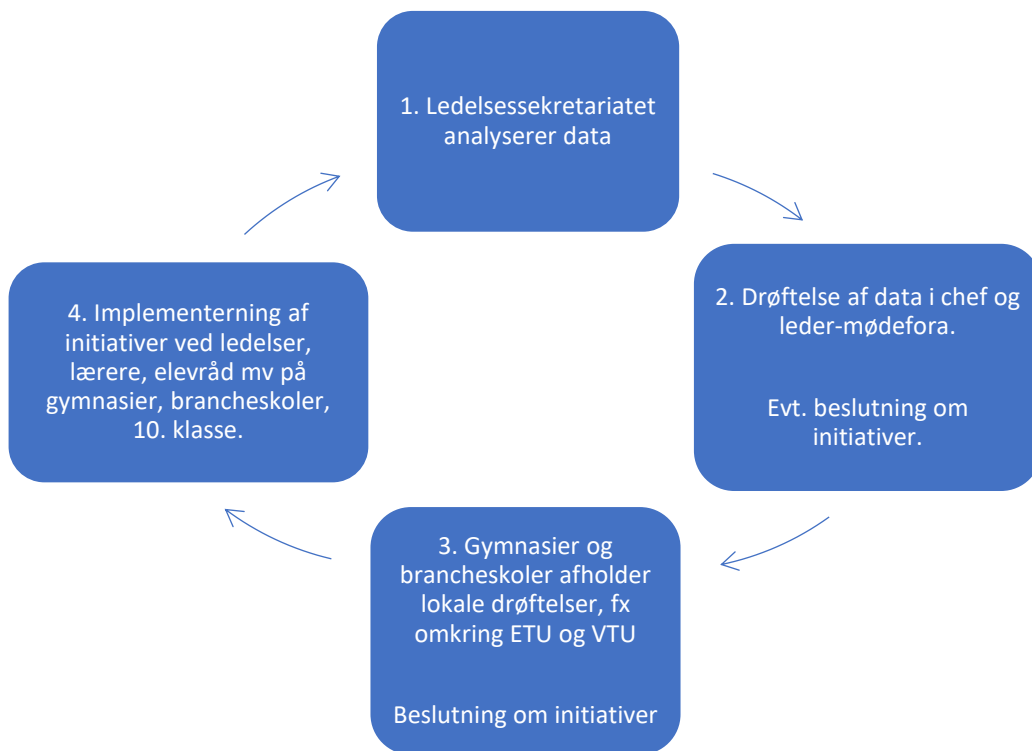 1. Ledelsessekretariatet
analyserer data
2. Drøftelse af data i chef og
leder-mødefora.
Evt. beslutning om
initiativer.
3. Gymnasier og
brancheskoler afholder
lokale drøftelser, fx
omkring ETU og VTU
Beslutning om initiativer
4. Implementerning af
initiativer ved ledelser,
lærere, elevråd mv på
gymnasier, brancheskoler,
10. klasse.